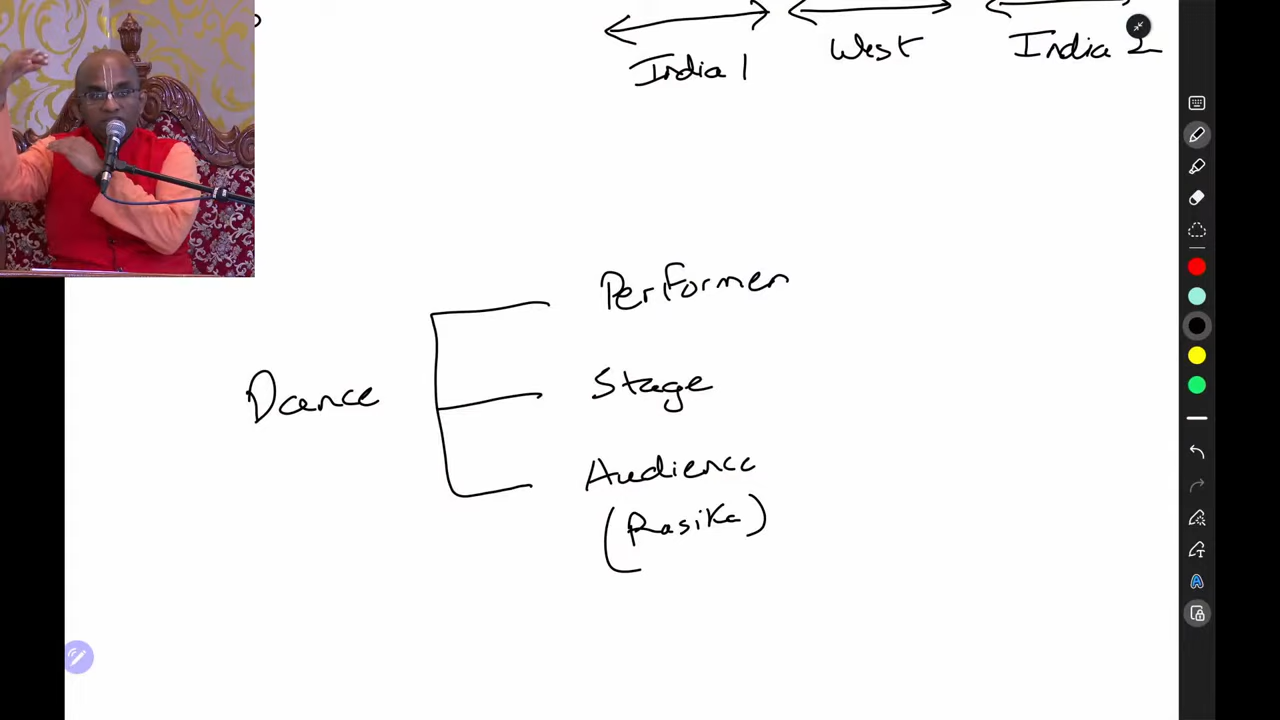 India 1
West
India 2
Performer
Stage
Dance
Audience
(Rasika)